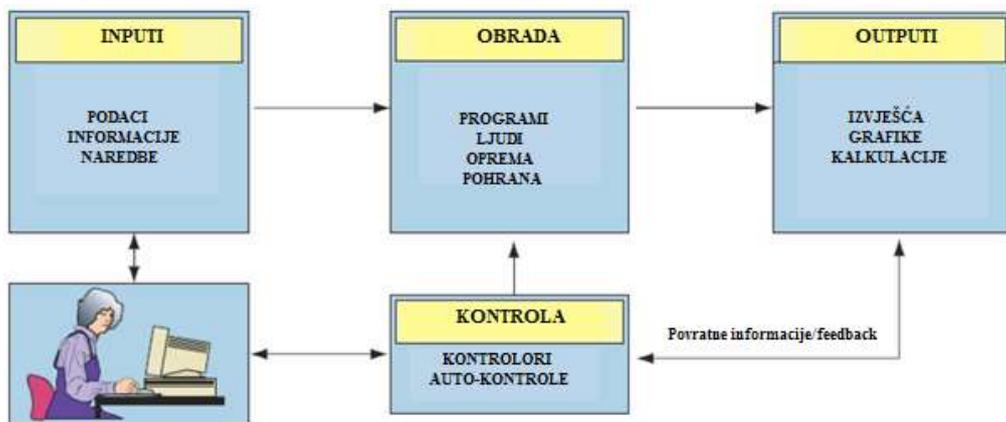 INPUTI
PODACI
INFORMACIJE
NAREDBE
OBRADA
PROGRAMI
LJUDI
OPREMA
POHRANA
OUTPUTI
IZVJEŠĆA
GRAFIKE
KALKULACIJE
KONTROLA
KONTROLORI
AUTO-KONTROLE
Povratne informacije/feedback